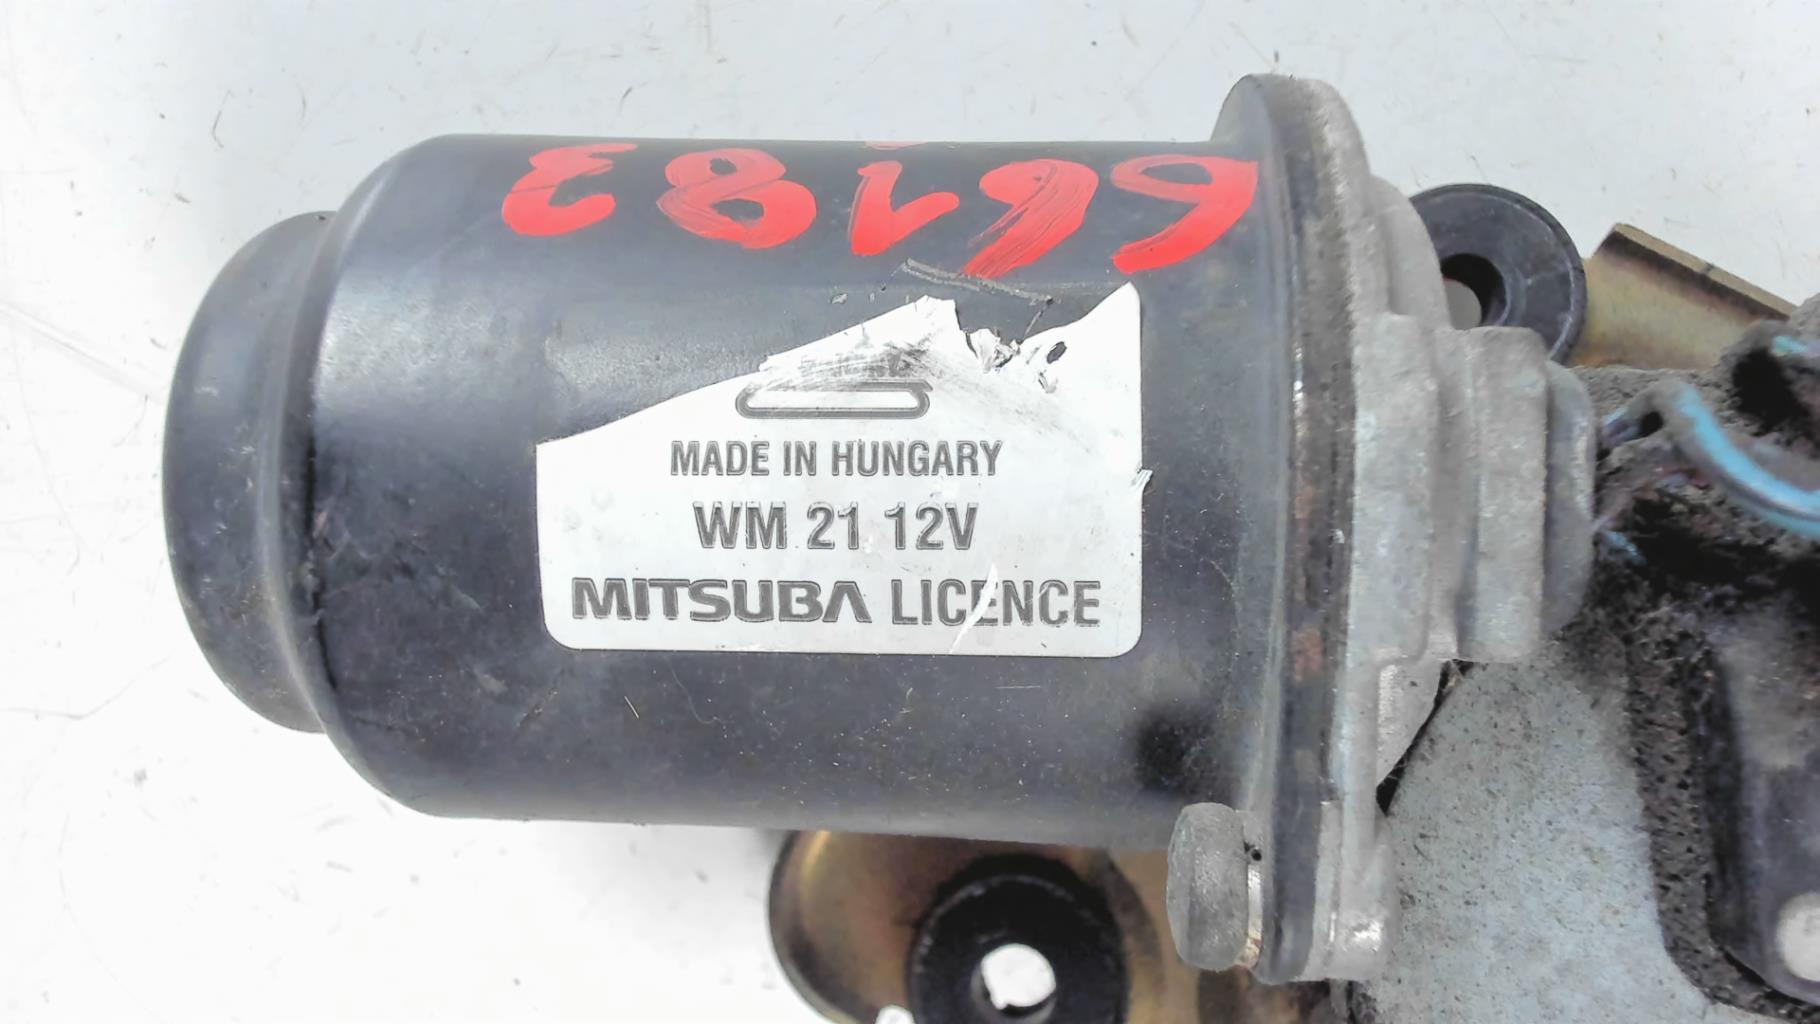 66183
MADE IN HUNGARY
WM 21 12V
MITSUBA LICENCE